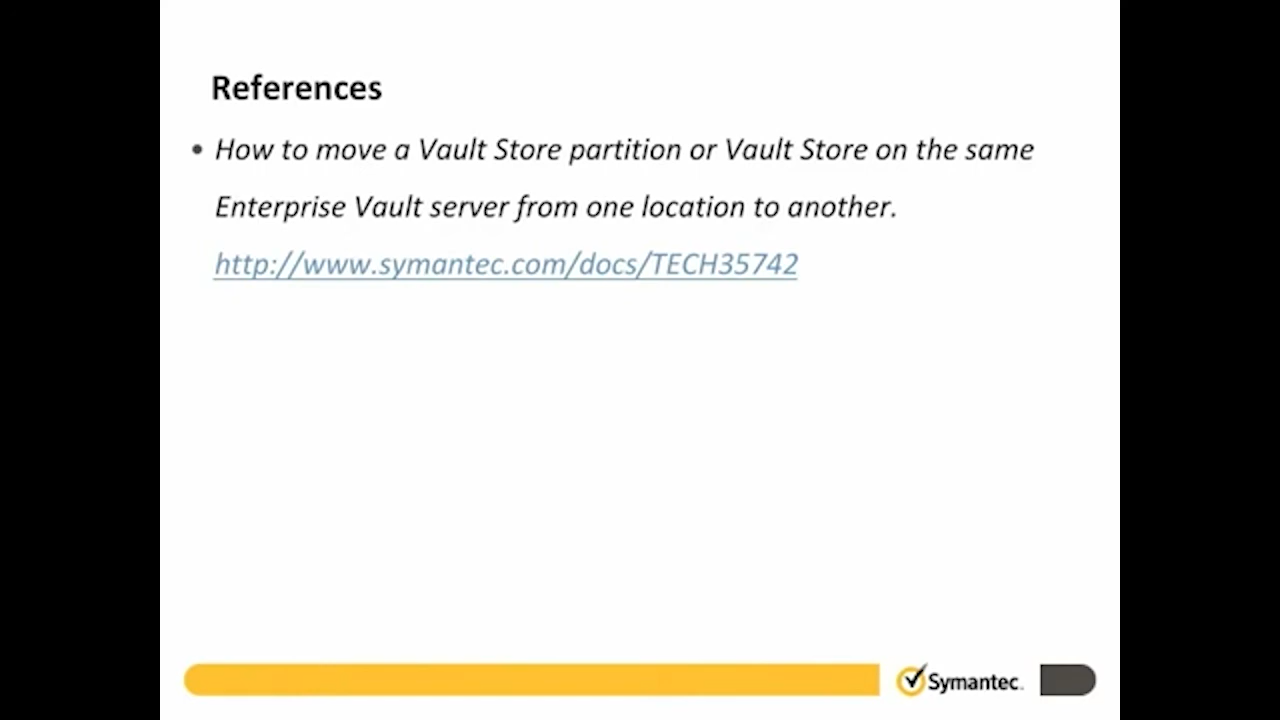 References
• How to move a Vault Store partition or Vault Store on the same
Enterprise Vault server from one location to another.
http://www.symantec.com/docs/TECH35742
Symantec.